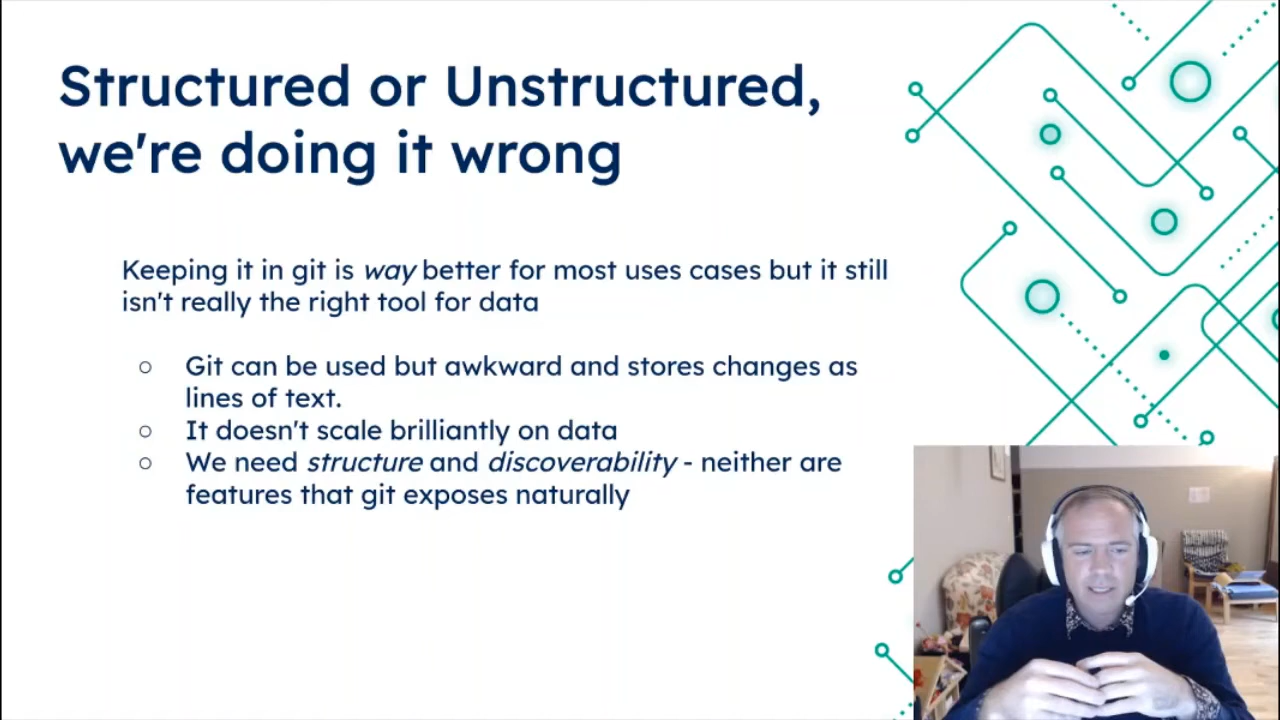 Structured or Unstructured,
we're doing it wrong
Keeping it in git is way better for most uses cases but it still
isn't really the right tool for data
○ Git can be used but awkward and stores changes as
lines of text.
○ It doesn't scale brilliantly on data
○ We need structure and discoverability - neither are
features that git exposes naturally